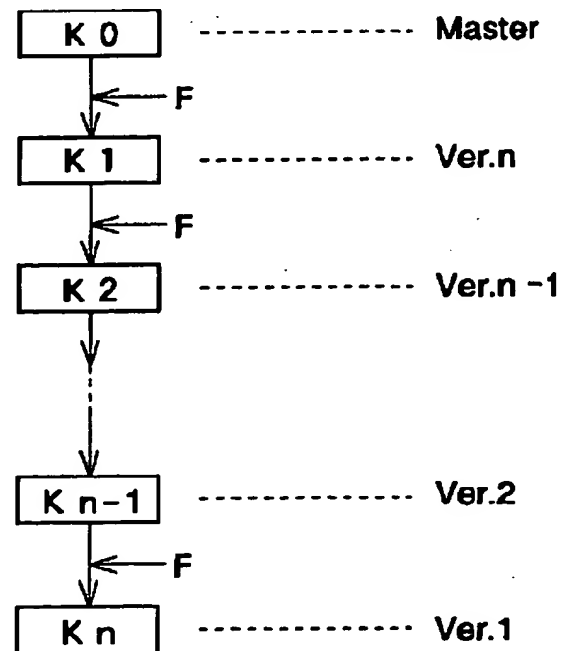 K 0 Master
F
K 1 Ver.n
F
K 2 Ver.n -1
K n-1 Ver.2
F
K n Ver.1